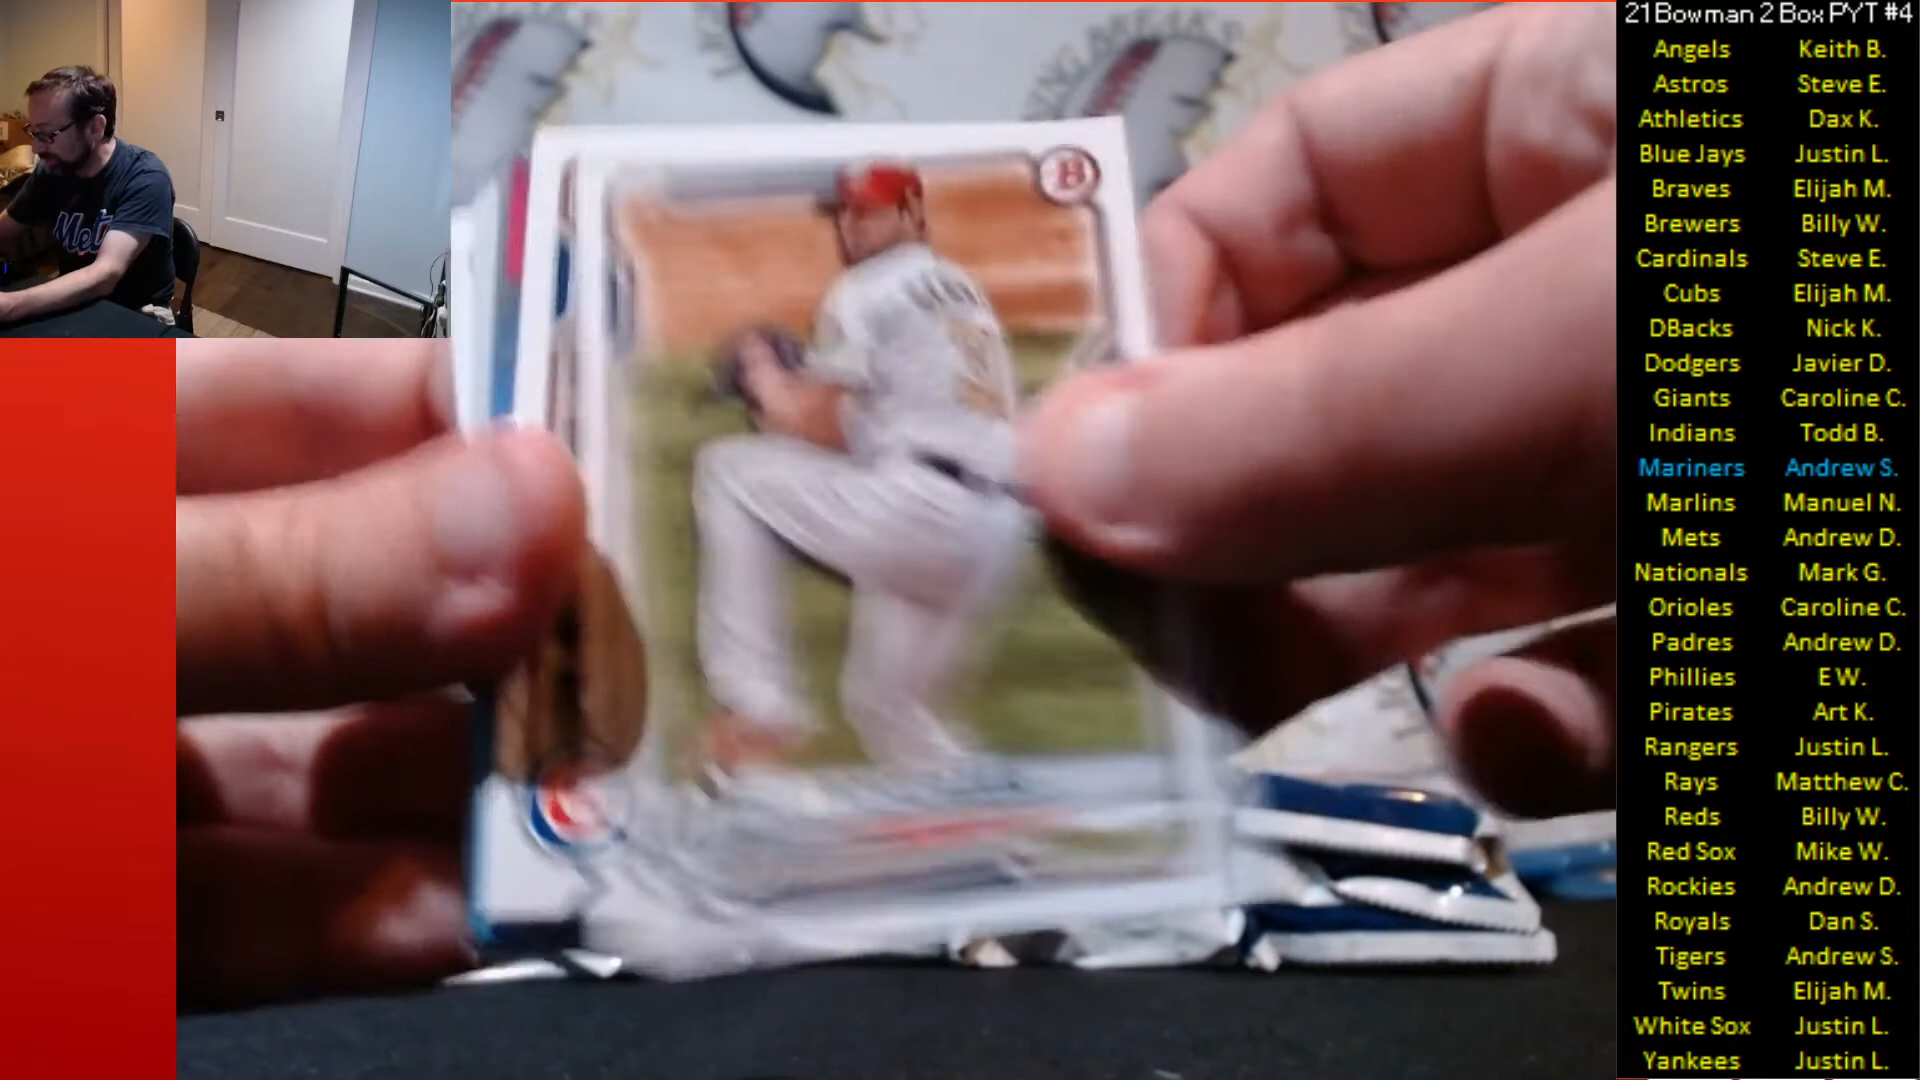 21 Bowman 2 Box PYT #4
Angels Keith B.
Astros Steve E.
Athletics Dax K.
Blue Jays Justin L.
Braves Elijah M.
Brewers Billy W.
Cardinals Steve E.
Cubs Elijah M.
DBacks Nick K.
Dodgers Javier D.
Giants Caroline C.
Indians Todd B.
Mariners Andrew S.
Marlins Manuel N.
Mets Andrew D.
Nationals Mark G.
Orioles Caroline C.
Padres Andrew D.
Phillies E W.
Pirates Art K.
Rangers Justin L.
Rays Matthew C.
Reds Billy W.
Red Sox Mike W.
Rockies Andrew D.
Royals Dan S.
Tigers Andrew S.
Twins Elijah M.
White Sox Justin L.
Yankees Justin L.
Met
B